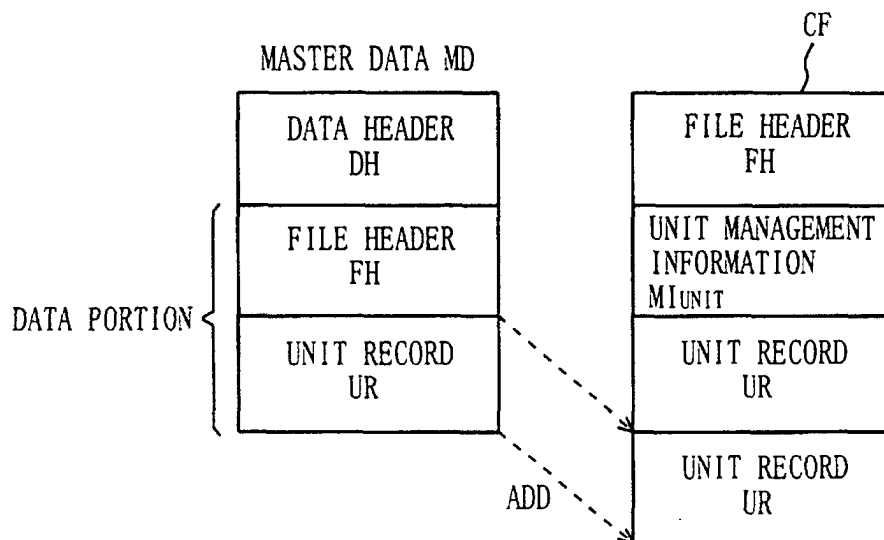 MASTER DATA MD
DATA HEADER
DH
DATA PORTION
FILE HEADER
FH
UNIT RECORD
UR
ADD
CF
FILE HEADER
FH
UNIT MANAGEMENT
INFORMATION
MIUNIT
UNIT RECORD
UR
UNIT RECORD
UR